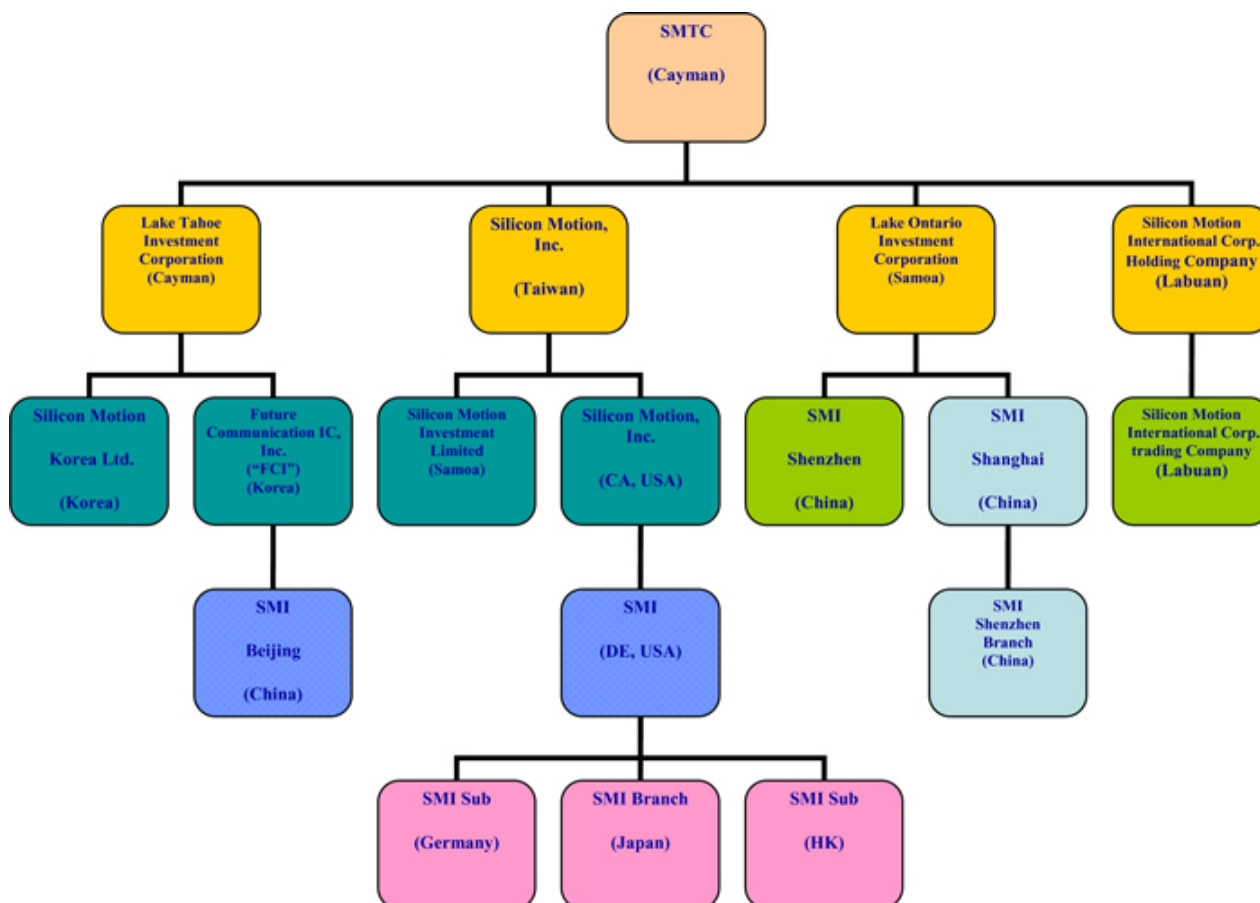 SMTC
(Cayman)
Lake Tahoe
Investment
Corporation
(Cayman)
Silicon Motion,
Inc.
(Taiwan)
Lake Ontario
Investment
Corporation
(Samoa)
Silicon Motion
International Corp.
Holding Company
(Labuan)
Silicon Motion
Korea Ltd.
(Korea)
Future
Communication IC,
Inc.
(“FCI”)
(Korea)
Silicon Motion
Investment
Limited
(Samoa)
Silicon Motion,
Inc.
(CA, USA)
SMI
Shenzhen
(China)
SMI
Shanghai
(China)
Silicon Motion
International Corp.
trading Company
(Labuan)
SMI
Beijing
(China)
SMI
(DE, USA)
SMI
Shenzhen
Branch
(China)
SMI Sub
(Germany)
SMI Branch
(Japan)
SMI Sub
(HK)